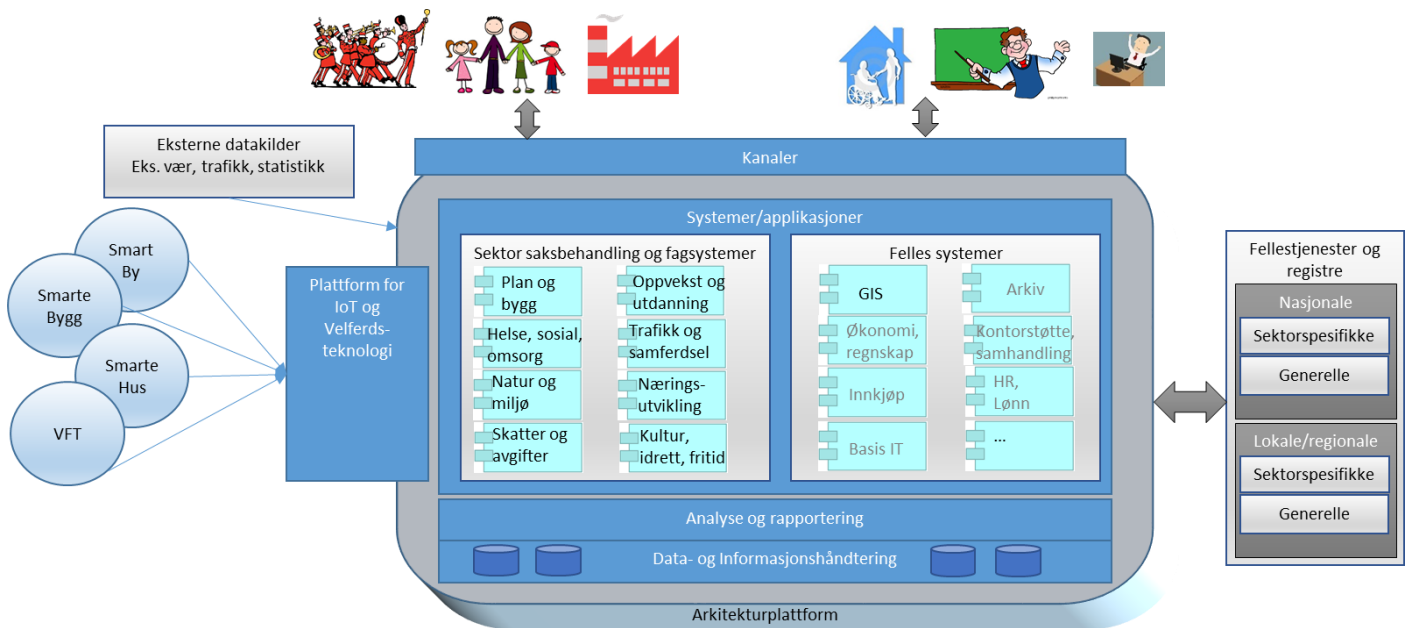 Eksterne datakilder
Eks. vær, trafikk, statistikk
Kanaler
Systemer/applikasjoner
Sektor saksbehandling og fagsystemer
Plan og
bygg
Oppvekst og
utdanning
Helse, sosial,
omsorg
Trafikk og
samferdsel
Natur og
miljø
Nærings-
utvikling
Skatter og
avgifter
Kultur,
idrett, fritid
Felles systemer
GIS
Arkiv
Økonomi,
regnskap
Kontorstøtte,
samhandling
Innkjøp
HR,
Lønn
Basis IT
...
Smart
By
Smarte
Bygg
Smarte
Hus
VFT
Plattform for
IoT og
Velferds-
teknologi
Analyse og rapportering
Data- og Informasjonshåndtering
Arkitekturplattform
Fellestjenester og
registre
Nasjonale
Sektorspesifikke
Generelle
Lokale/regionale
Sektorspesifikke
Generelle